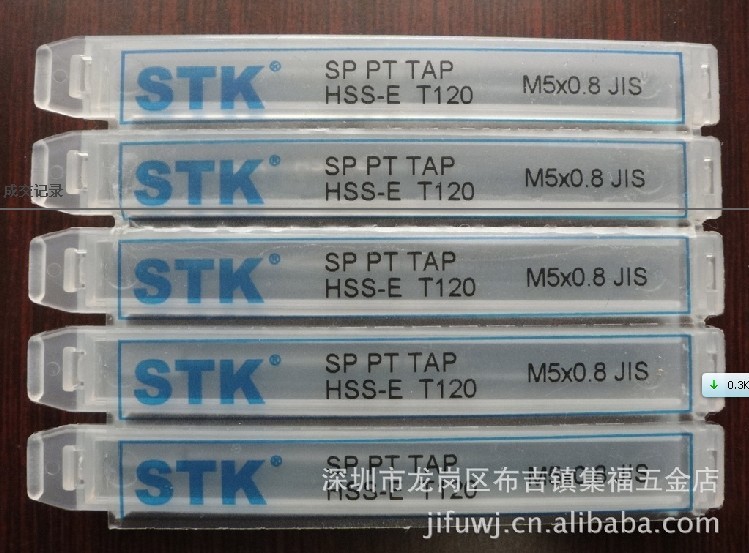 STK® SP PT TAP
HSS-E T120 M5x0.8 JIS
STK® SP PT TAP
HSS-E T120 M5x0.8 JIS
成交记录
STK® SP PT TAP
HSS-E T120 M5x0.8 JIS
STK® SP PT TAP
HSS-E T120 M5x0.8 JIS
0.3K
STK® SP PT TAP
HSS-E T120 M5x0.8 JIS
深圳市龙岗区布吉镇集福五金店
jifuwj.cn.alibaba.com